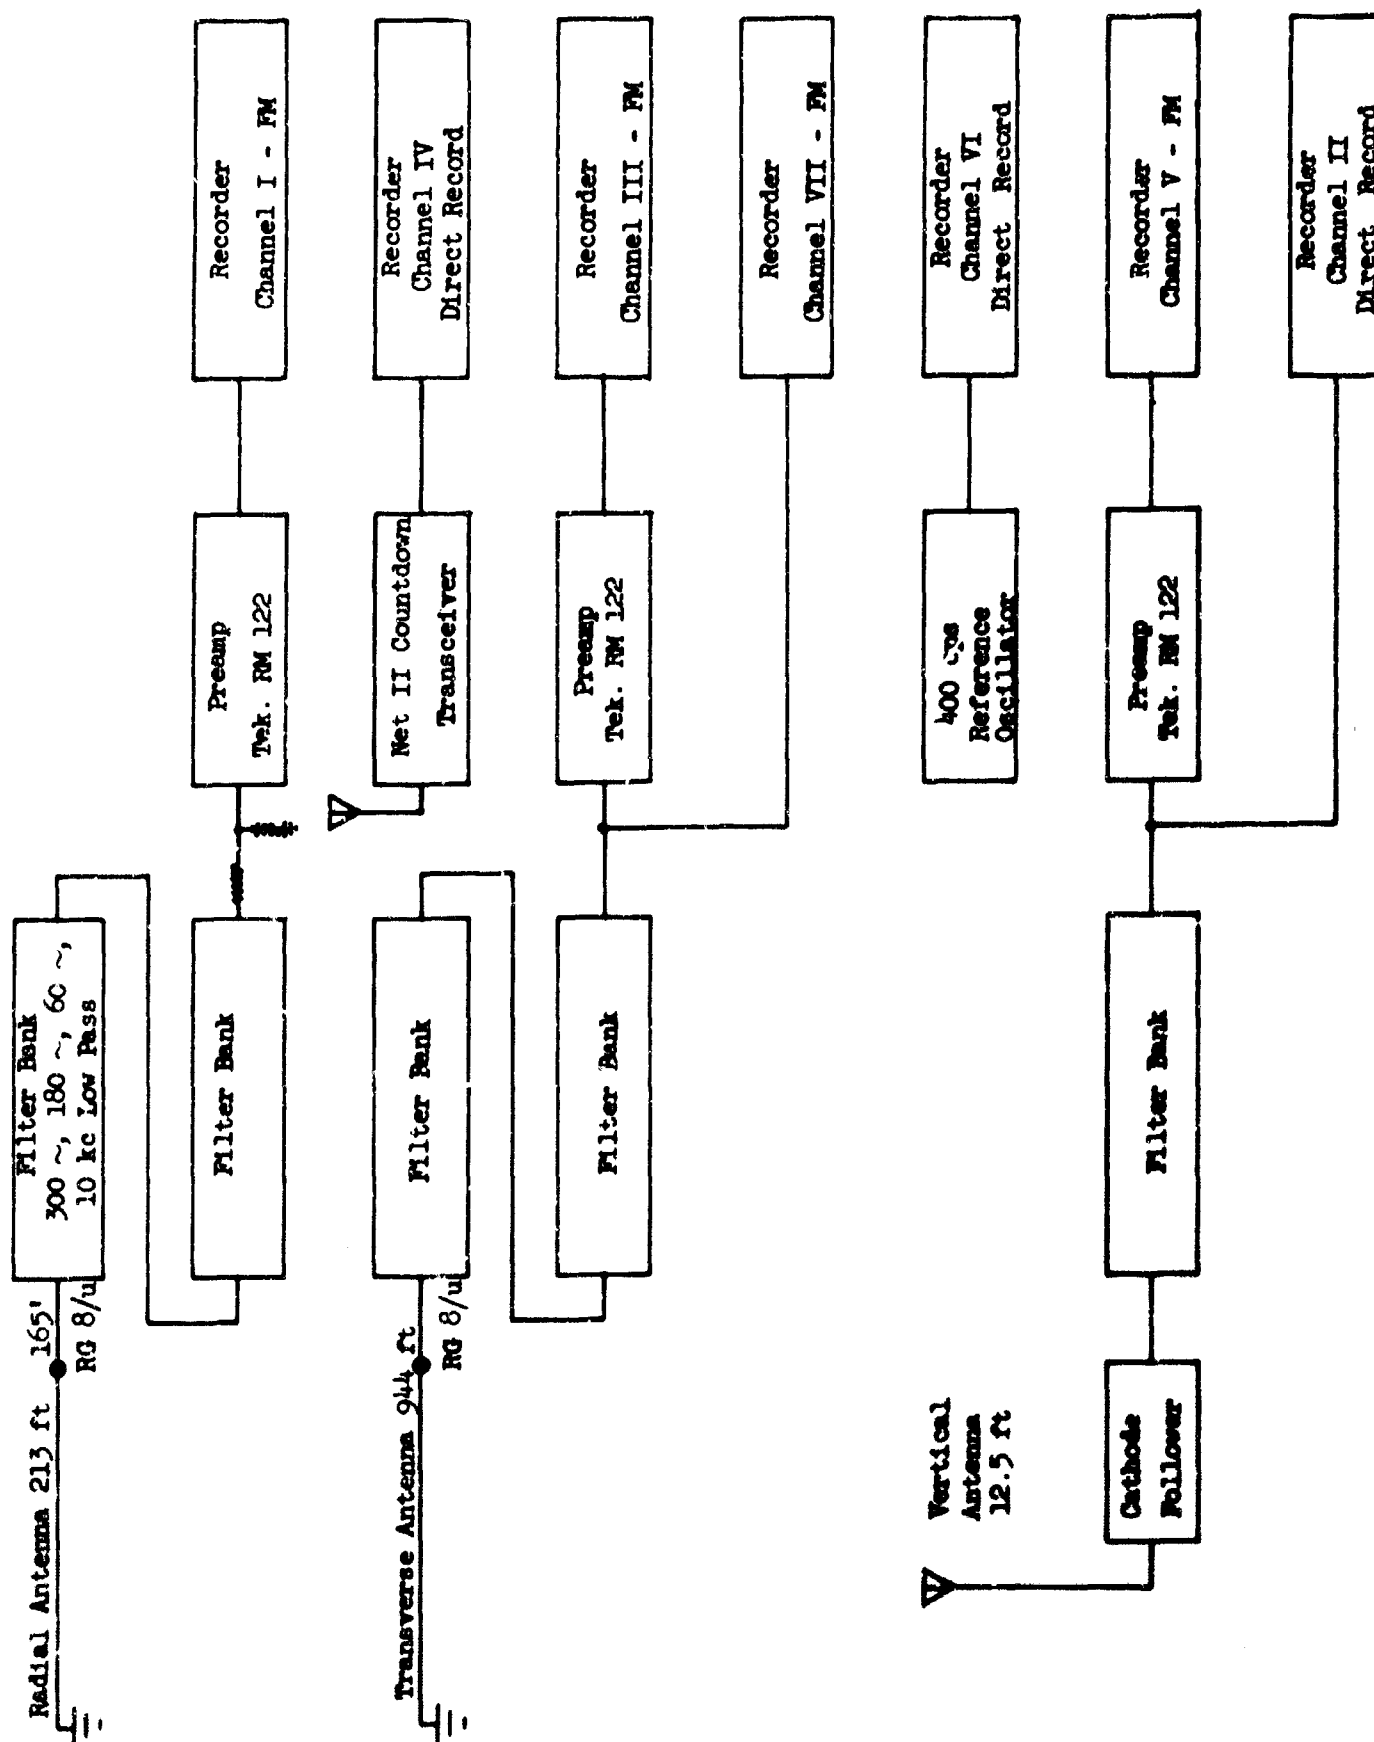 Radial Antenna 213 ft 165'
RG 8/u
Filter Bank
300 ~, 180 ~, 60 ~,
10 kc Low Pass
Filter Bank
Preamp
Tek. RM 122
Recorder
Channel I - FM
Net II Countdown
Transceiver
Recorder
Channel IV
Direct Record
Transverse Antenna 944 ft
RG 8/u
Filter Bank
Filter Bank
Preamp
Tek. RM 122
Recorder
Channel III - FM
Recorder
Channel VII - FM
400 cps
Reference
Oscillator
Recorder
Channel VI
Direct Record
Vertical
Antenna
12.5 ft
Cathode
Follower
Filter Bank
Preamp
Tek. RM 122
Recorder
Channel V - FM
Recorder
Channel II
Direct Record